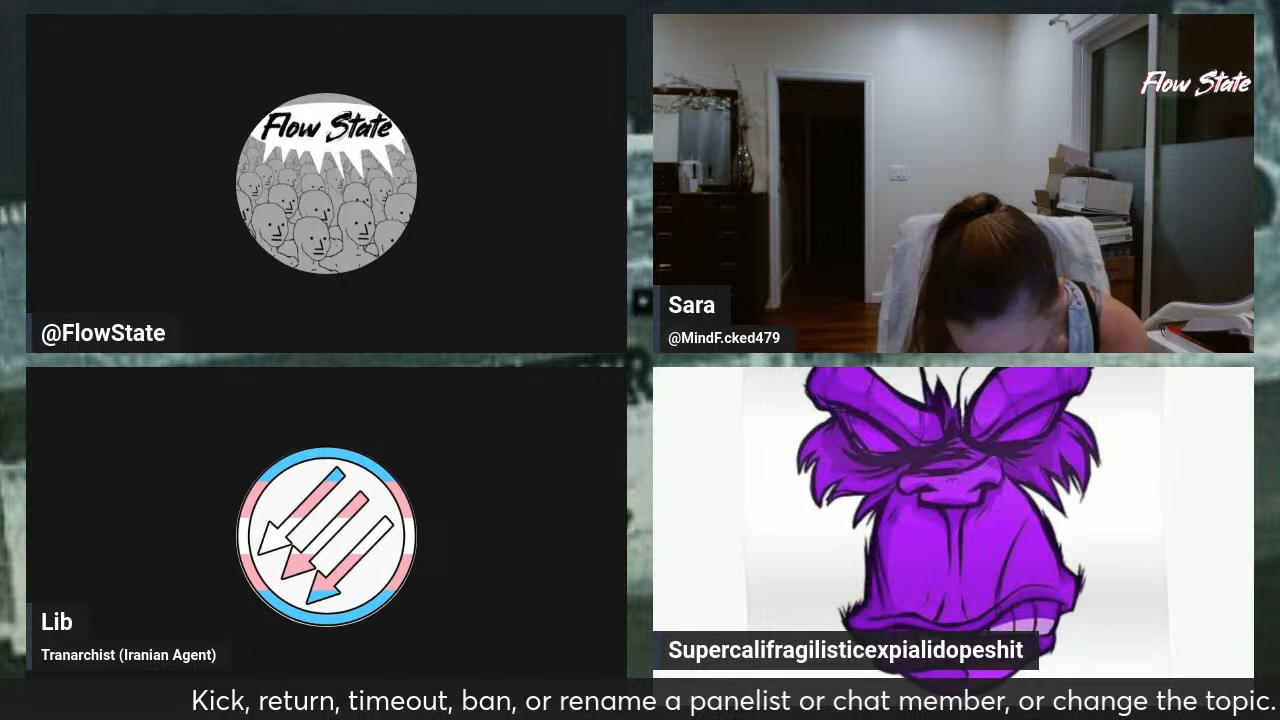 Flow State
@FlowState
Flow State
Sara
@MindF.cked479
Lib
Tranarchist (Iranian Agent)
Supercalifragilisticexpialidopeshit
Kick, return, timeout, ban, or rename a panelist or chat member, or change the topic.